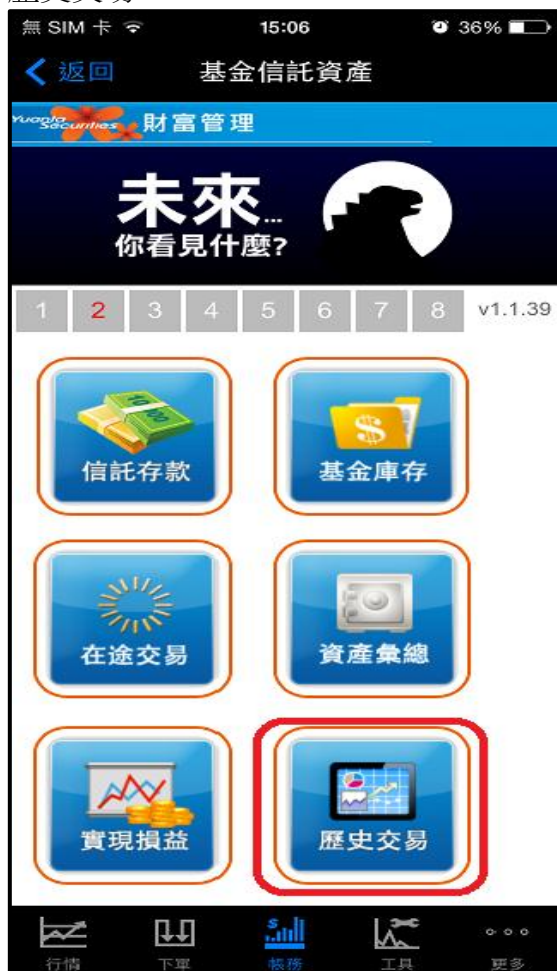 無 SIM 卡 15:06 36%
返回 基金信託資產
Yuanta Securities 財富管理
未來...
你看見什麼?
1 2 3 4 5 6 7 8 v1.1.39
信託存款 基金庫存
在途交易 資產彙總
實現損益 歷史交易
行情 下單 帳務 工具 更多